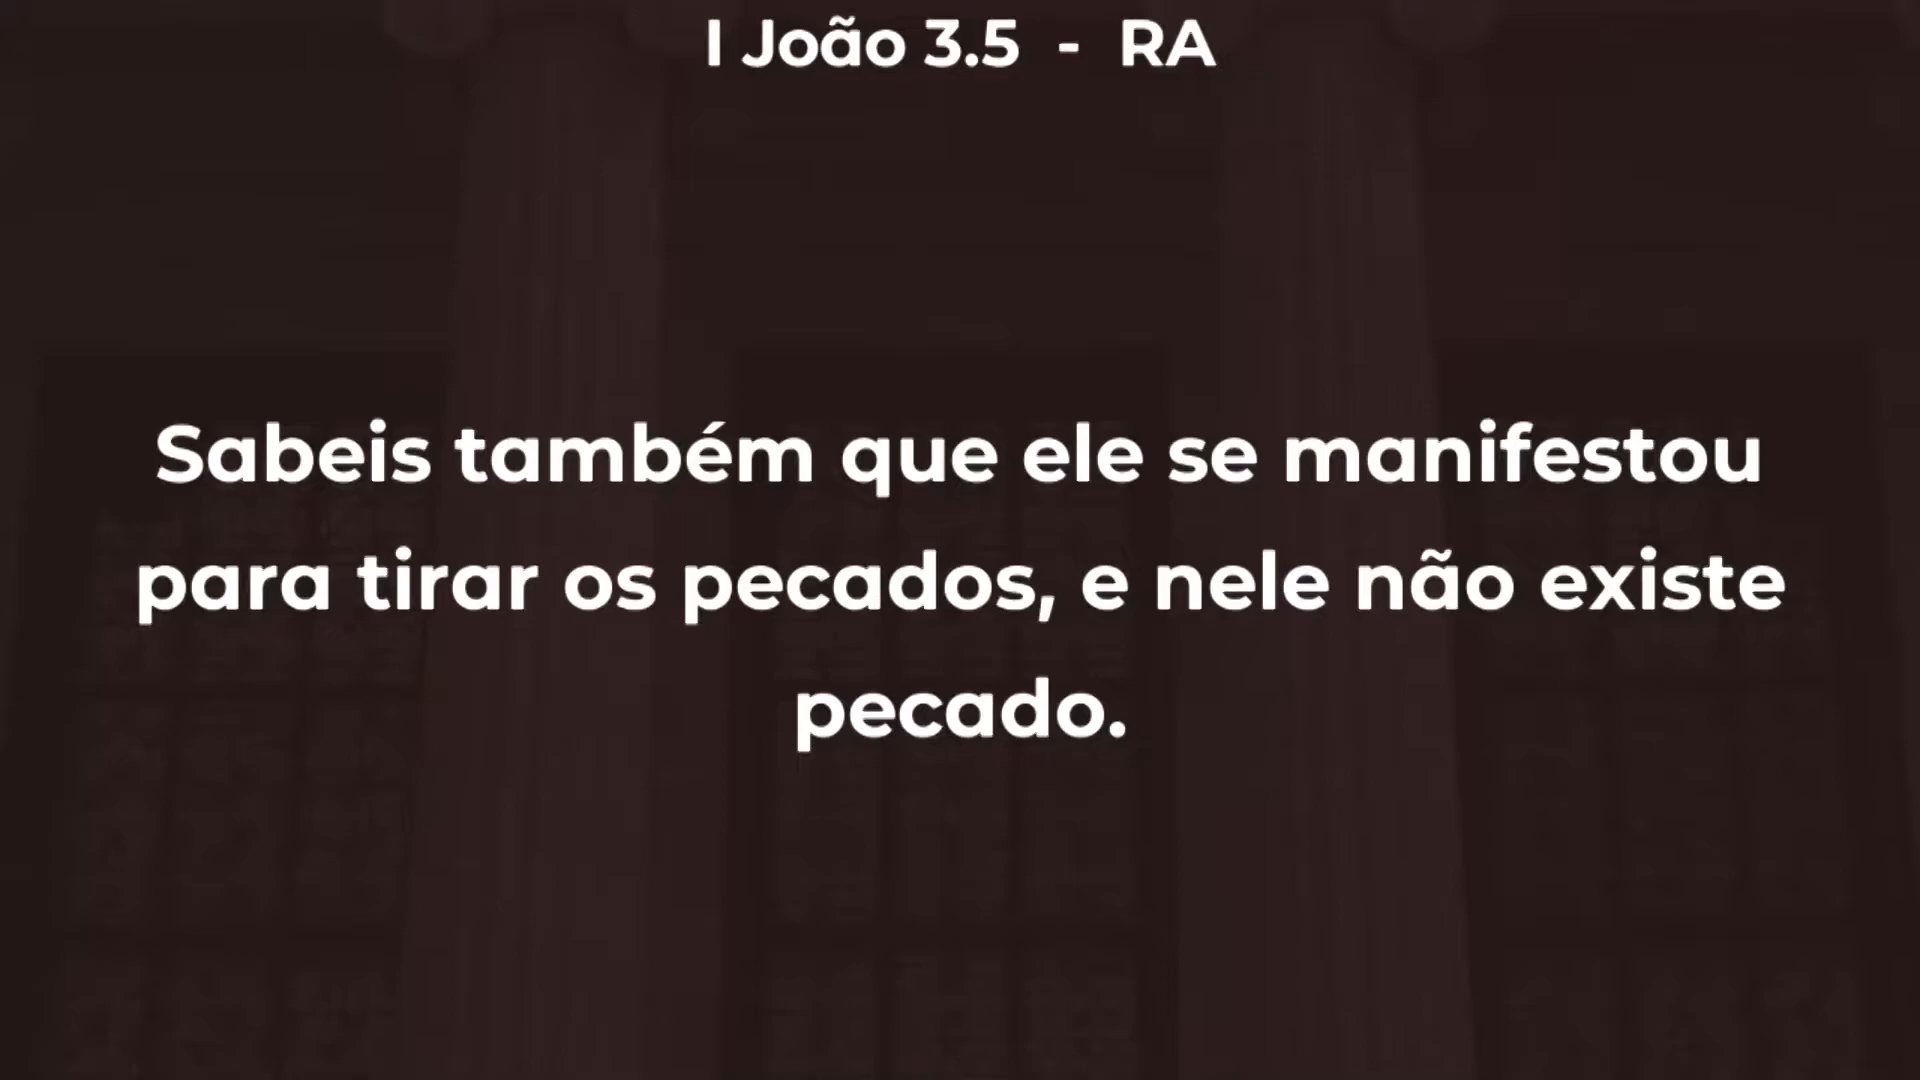 I João 3.5 - RA
Sabeis também que ele se manifestou
para tirar os pecados, e nele não existe
pecado.